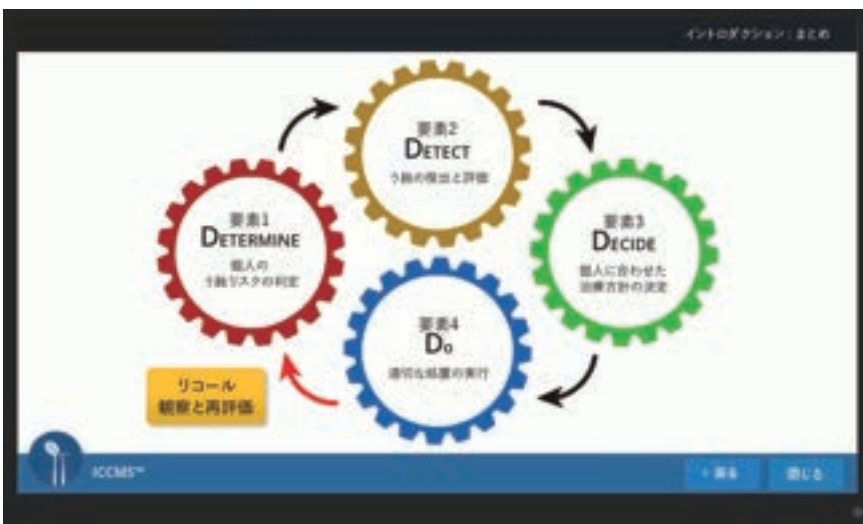 イントロダクション：まとめ
要素1
DETERMINE
個人の
う蝕リスクの判定
要素2
DETECT
う蝕の検出と評価
要素3
DECIDE
個人に合わせた
治療方針の決定
要素4
Do
適切な処置の実行
リコール
観察と再評価
ICCMS™
< 戻る
閉じる